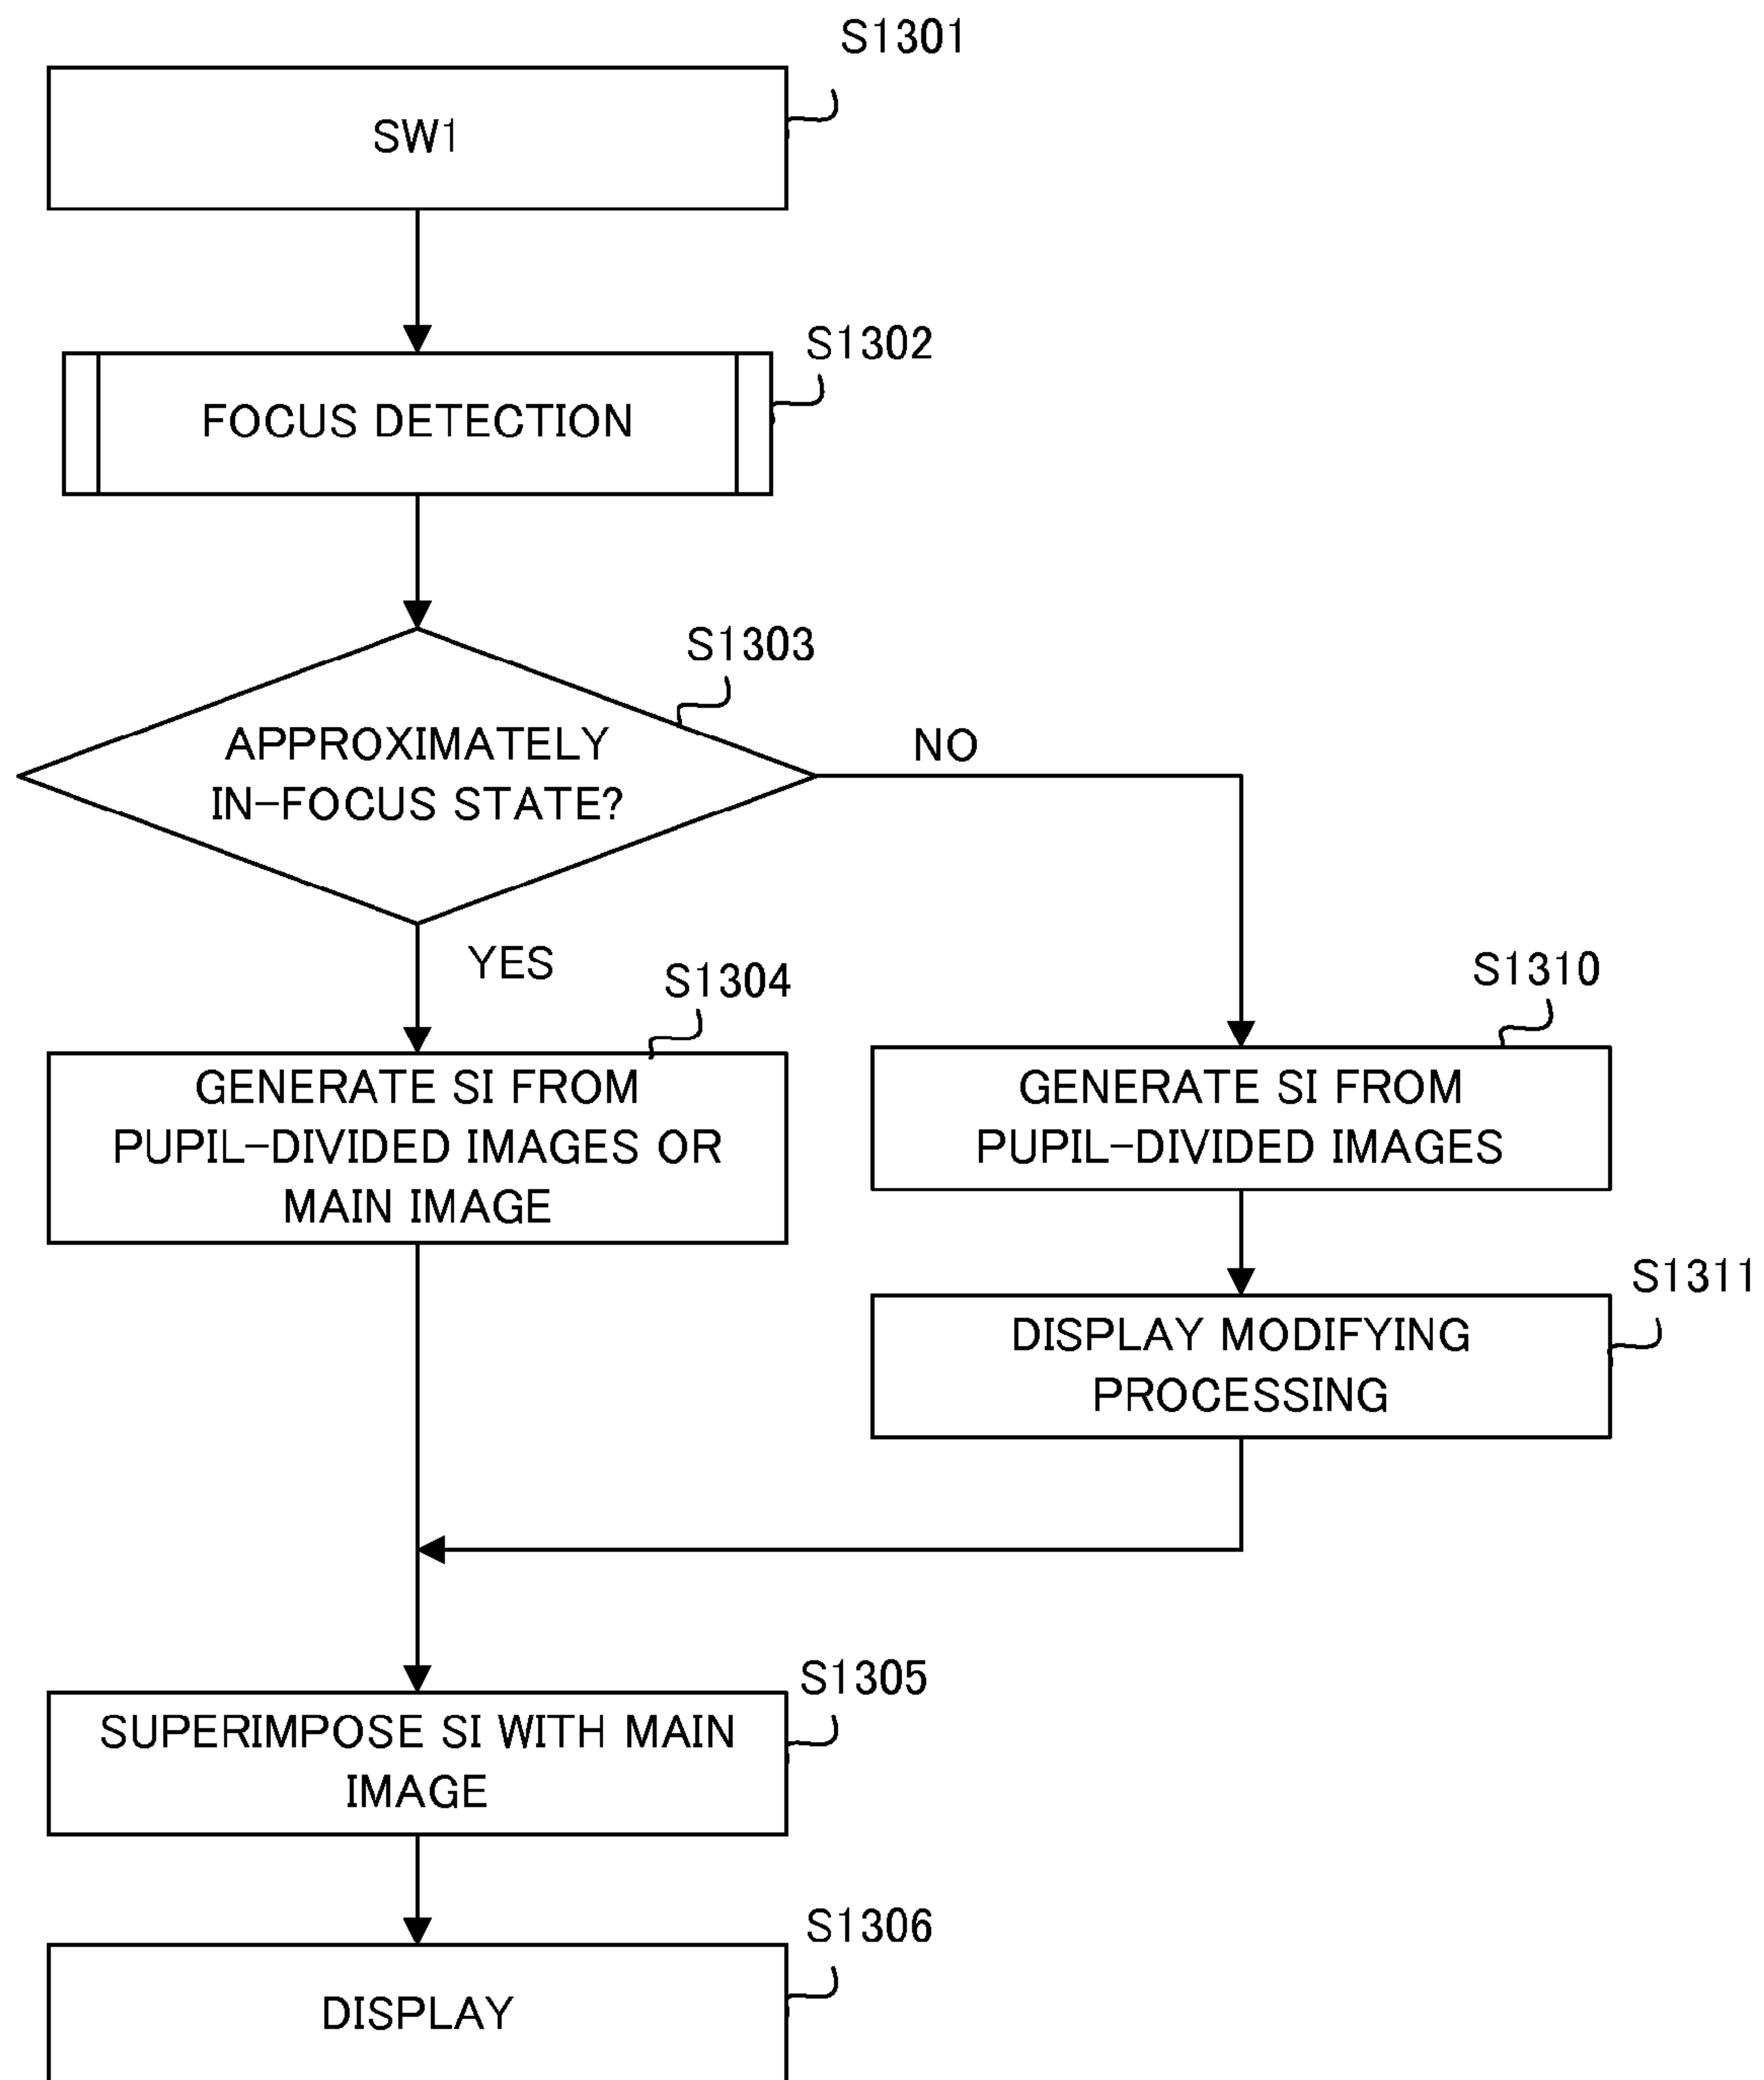 S1301
SW1
S1302
FOCUS DETECTION
S1303
APPROXIMATELY
IN-FOCUS STATE?
NO
YES
S1304
GENERATE SI FROM
PUPIL-DIVIDED IMAGES OR
MAIN IMAGE
S1310
GENERATE SI FROM
PUPIL-DIVIDED IMAGES
S1311
DISPLAY MODIFYING
PROCESSING
S1305
SUPERIMPOSE SI WITH MAIN
IMAGE
S1306
DISPLAY